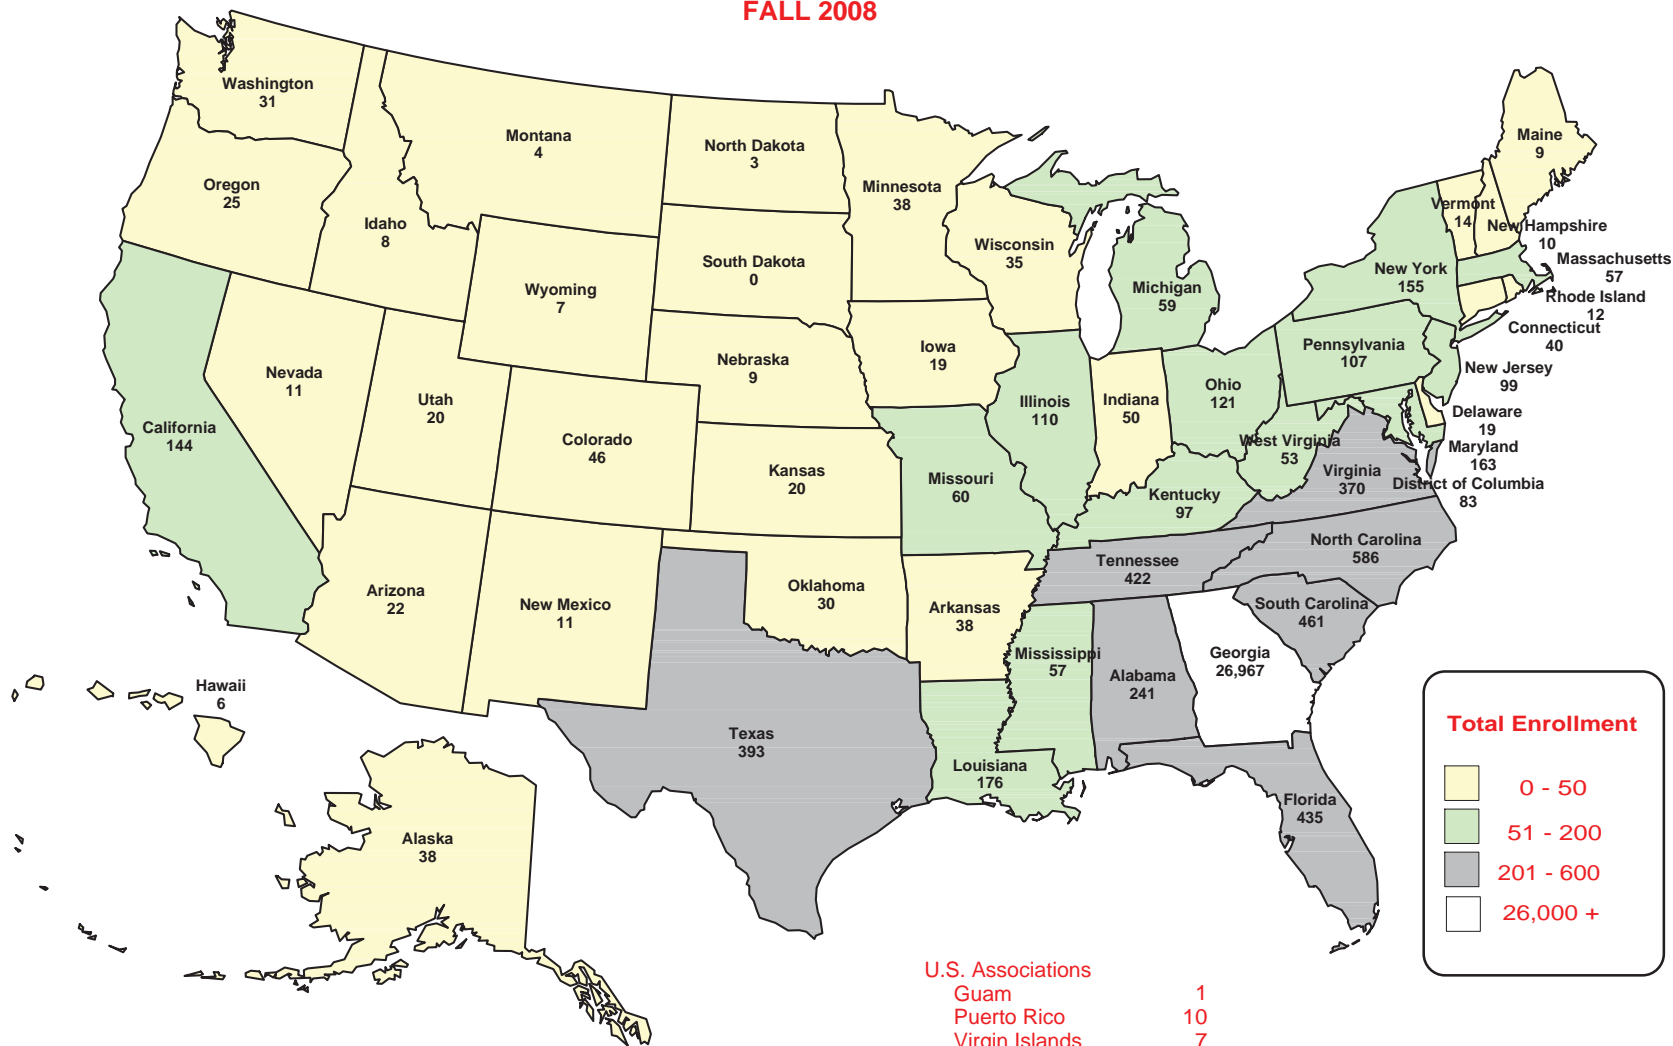 FALL 2008
Washington
31
Oregon
25
California
144
Idaho
8
Nevada
11
Montana
4
Wyoming
7
Utah
20
Arizona
22
Colorado
46
New Mexico
11
North Dakota
3
South Dakota
0
Nebraska
9
Kansas
20
Oklahoma
30
Texas
393
Minnesota
38
Iowa
19
Missouri
60
Arkansas
38
Louisiana
176
Wisconsin
35
Illinois
110
Michigan
59
Indiana
50
Ohio
121
Kentucky
97
Tennessee
422
Mississippi
57
Alabama
241
Georgia
26,967
Florida
435
South Carolina
461
North Carolina
586
Virginia
370
West Virginia
53
District of Columbia
83
Maryland
163
Delaware
19
New Jersey
99
Pennsylvania
107
New York
155
Connecticut
40
Rhode Island
12
Massachusetts
57
New Hampshire
10
Vermont
14
Maine
9
Hawaii
6
Alaska
38
Total Enrollment
0 - 50
51 - 200
201 - 600
26,000 +
U.S. Associations
Guam 1
Puerto Rico 10
Virgin Islands 7